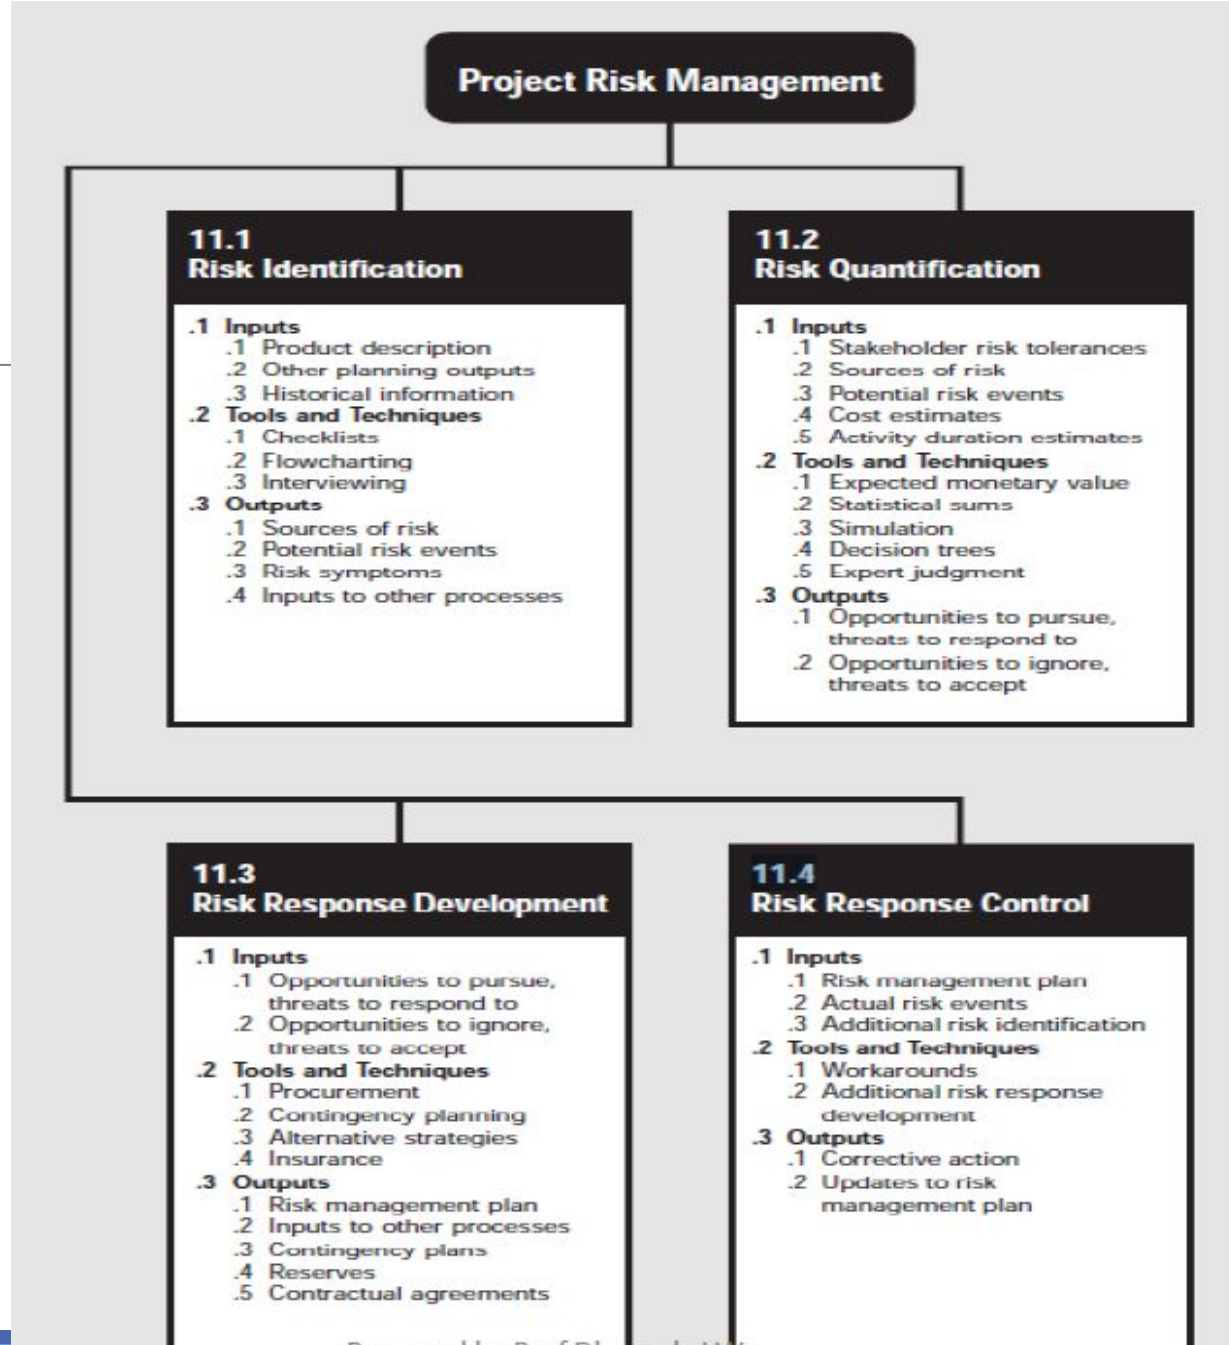 Project Risk Management
11.1
Risk Identification
.1 Inputs
.1 Product description
.2 Other planning outputs
.3 Historical information
.2 Tools and Techniques
.1 Checklists
.2 Flowcharting
.3 Interviewing
.3 Outputs
.1 Sources of risk
.2 Potential risk events
.3 Risk symptoms
.4 Inputs to other processes
11.2
Risk Quantification
.1 Inputs
.1 Stakeholder risk tolerances
.2 Sources of risk
.3 Potential risk events
.4 Cost estimates
.5 Activity duration estimates
.2 Tools and Techniques
.1 Expected monetary value
.2 Statistical sums
.3 Simulation
.4 Decision trees
.5 Expert judgment
.3 Outputs
.1 Opportunities to pursue,
threats to respond to
.2 Opportunities to ignore,
threats to accept
11.3
Risk Response Development
.1 Inputs
.1 Opportunities to pursue,
threats to respond to
.2 Opportunities to ignore,
threats to accept
.2 Tools and Techniques
.1 Procurement
.2 Contingency planning
.3 Alternative strategies
.4 Insurance
.3 Outputs
.1 Risk management plan
.2 Inputs to other processes
.3 Contingency plans
.4 Reserves
.5 Contractual agreements
11.4
Risk Response Control
.1 Inputs
.1 Risk management plan
.2 Actual risk events
.3 Additional risk identification
.2 Tools and Techniques
.1 Workarounds
.2 Additional risk response
development
.3 Outputs
.1 Corrective action
.2 Updates to risk
management plan